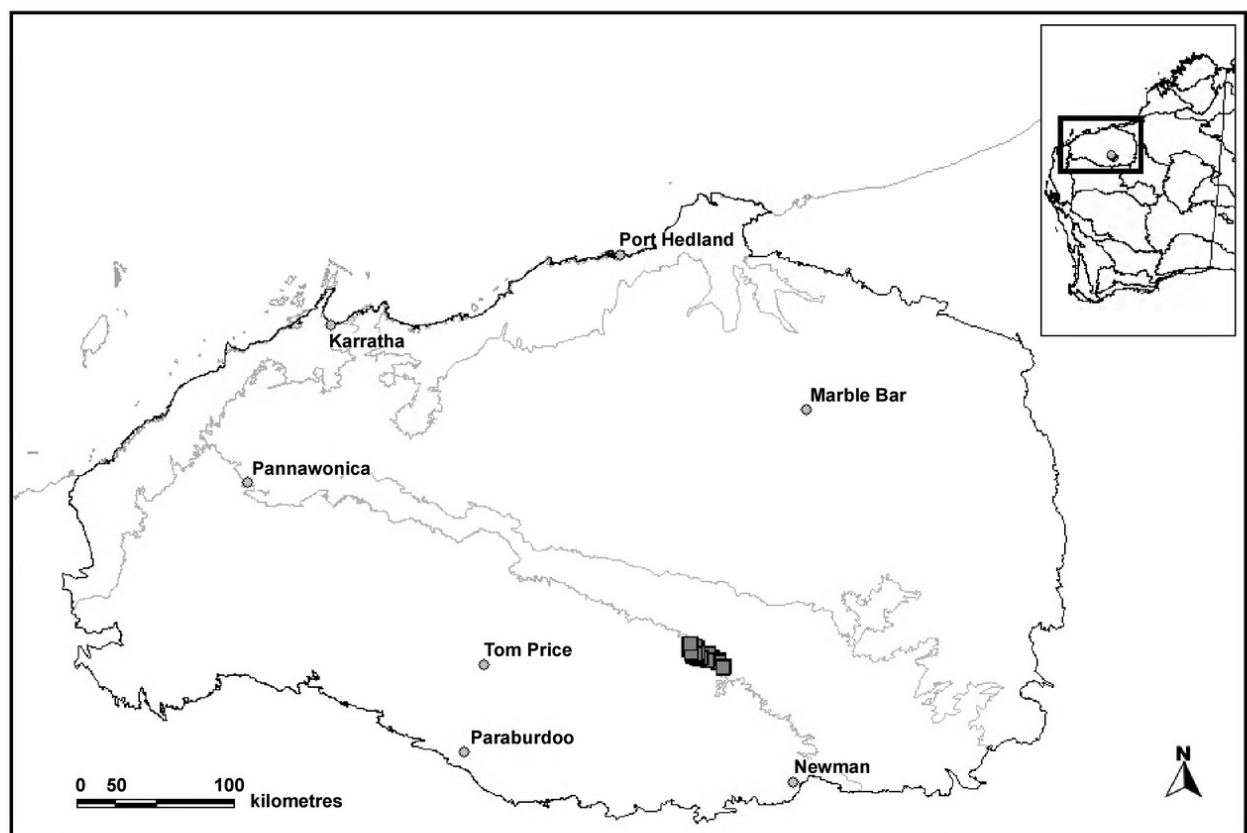 Port Hedland
Karratha
Marble Bar
Pannawonica
Tom Price
Paraburdoo
Newman
N
0 50 100
kilometres